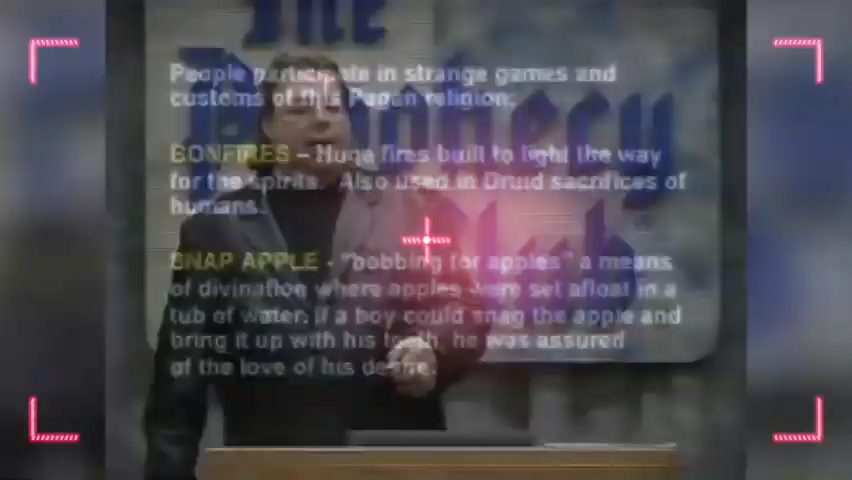 The
Prophecy
Club
People participate in strange games and
customs of this Pagan religion.
BONFIRES – Huge fires built to light the way
for the spirits. Also used in Druid sacrifices of
humans.
SNAP APPLE - "bobbing for apples" a means
of divination where apples were set afloat in a
tub of water. If a boy could snag the apple and
bring it up with his teeth, he was assured
of the love of his desire.